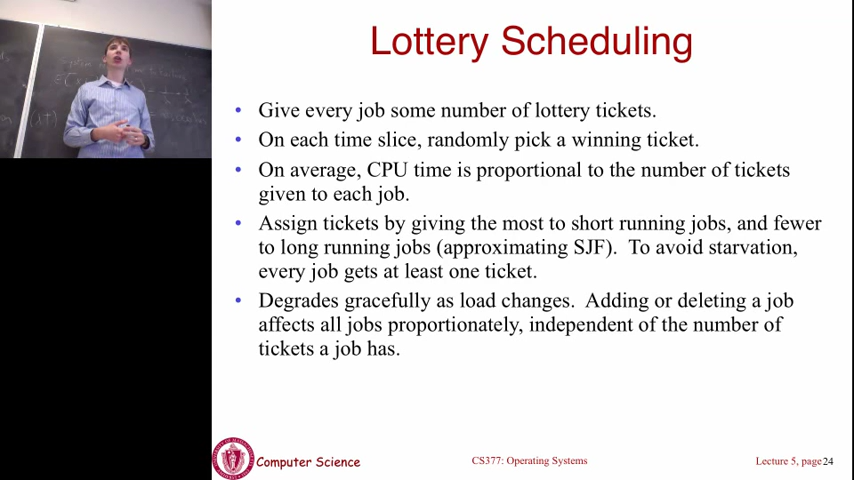 Lottery Scheduling
• Give every job some number of lottery tickets.
• On each time slice, randomly pick a winning ticket.
• On average, CPU time is proportional to the number of tickets
given to each job.
• Assign tickets by giving the most to short running jobs, and fewer
to long running jobs (approximating SJF).  To avoid starvation,
every job gets at least one ticket.
• Degrades gracefully as load changes.  Adding or deleting a job
affects all jobs proportionately, independent of the number of
tickets a job has.
Computer Science
CS377: Operating Systems
Lecture 5, page 24